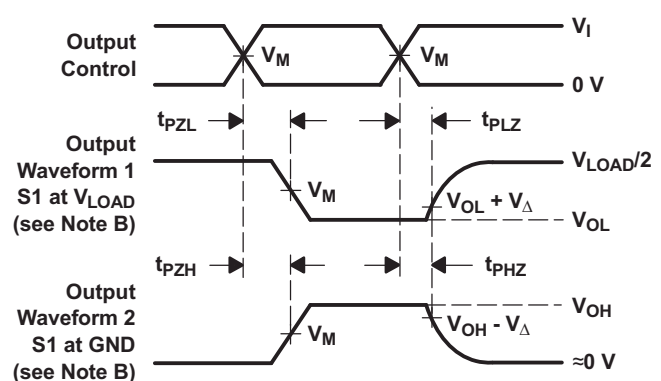 Output
Control
V_M
V_M
V_I
0 V
t_PZL
t_PLZ
Output
Waveform 1
S1 at V_LOAD
(see Note B)
V_M
V_OL + V_Δ
V_LOAD/2
V_OL
t_PZH
t_PHZ
Output
Waveform 2
S1 at GND
(see Note B)
V_M
V_OH - V_Δ
V_OH
≈0 V